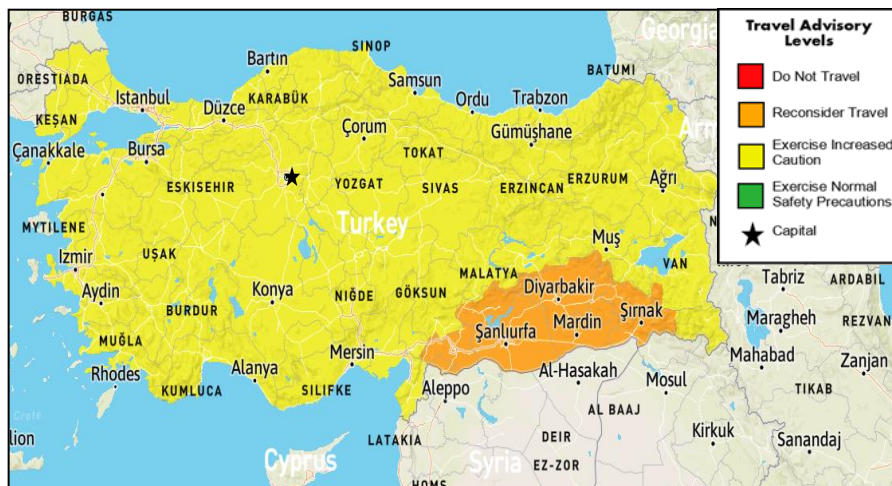 BURGAS
SINOP
Georgia
Bartın
BATUMI
ORESTIADA
Samsun
Istanbul
KARABÜK
Ordu
Trabzon
KEŞAN
Düzce
Çorum
Gümüşhane
Çanakkale
Bursa
TOKAT
ESKISEHIR
YOZGAT
SIVAS
ERZINCAN
ERZURUM
Ağrı
MYTILENE
Turkey
Izmir
UŞAK
Muş
VAN
MALATYA
Aydin
BURDUR
Konya
NIĞDE
GÖKSUN
Diyarbakir
Şırnak
MUĞLA
Şanlıurfa
Mardin
Rhodes
KUMLUCA
Alanya
SILIFKE
Mersin
Aleppo
Al-Hasakah
Mosul
LATAKIA
AL BAAJ
Kirkuk
Cyprus
Syria
DEIR
EZ-ZOR
HOMS
Sanandaj
Tabriz
ARDABIL
Maragheh
REZVAN
Mahabad
Zanjan
TIKAB
Travel Advisory
Levels
Do Not Travel
Reconsider Travel
Exercise Increased
Caution
Exercise Normal
Safety Precautions
Capital